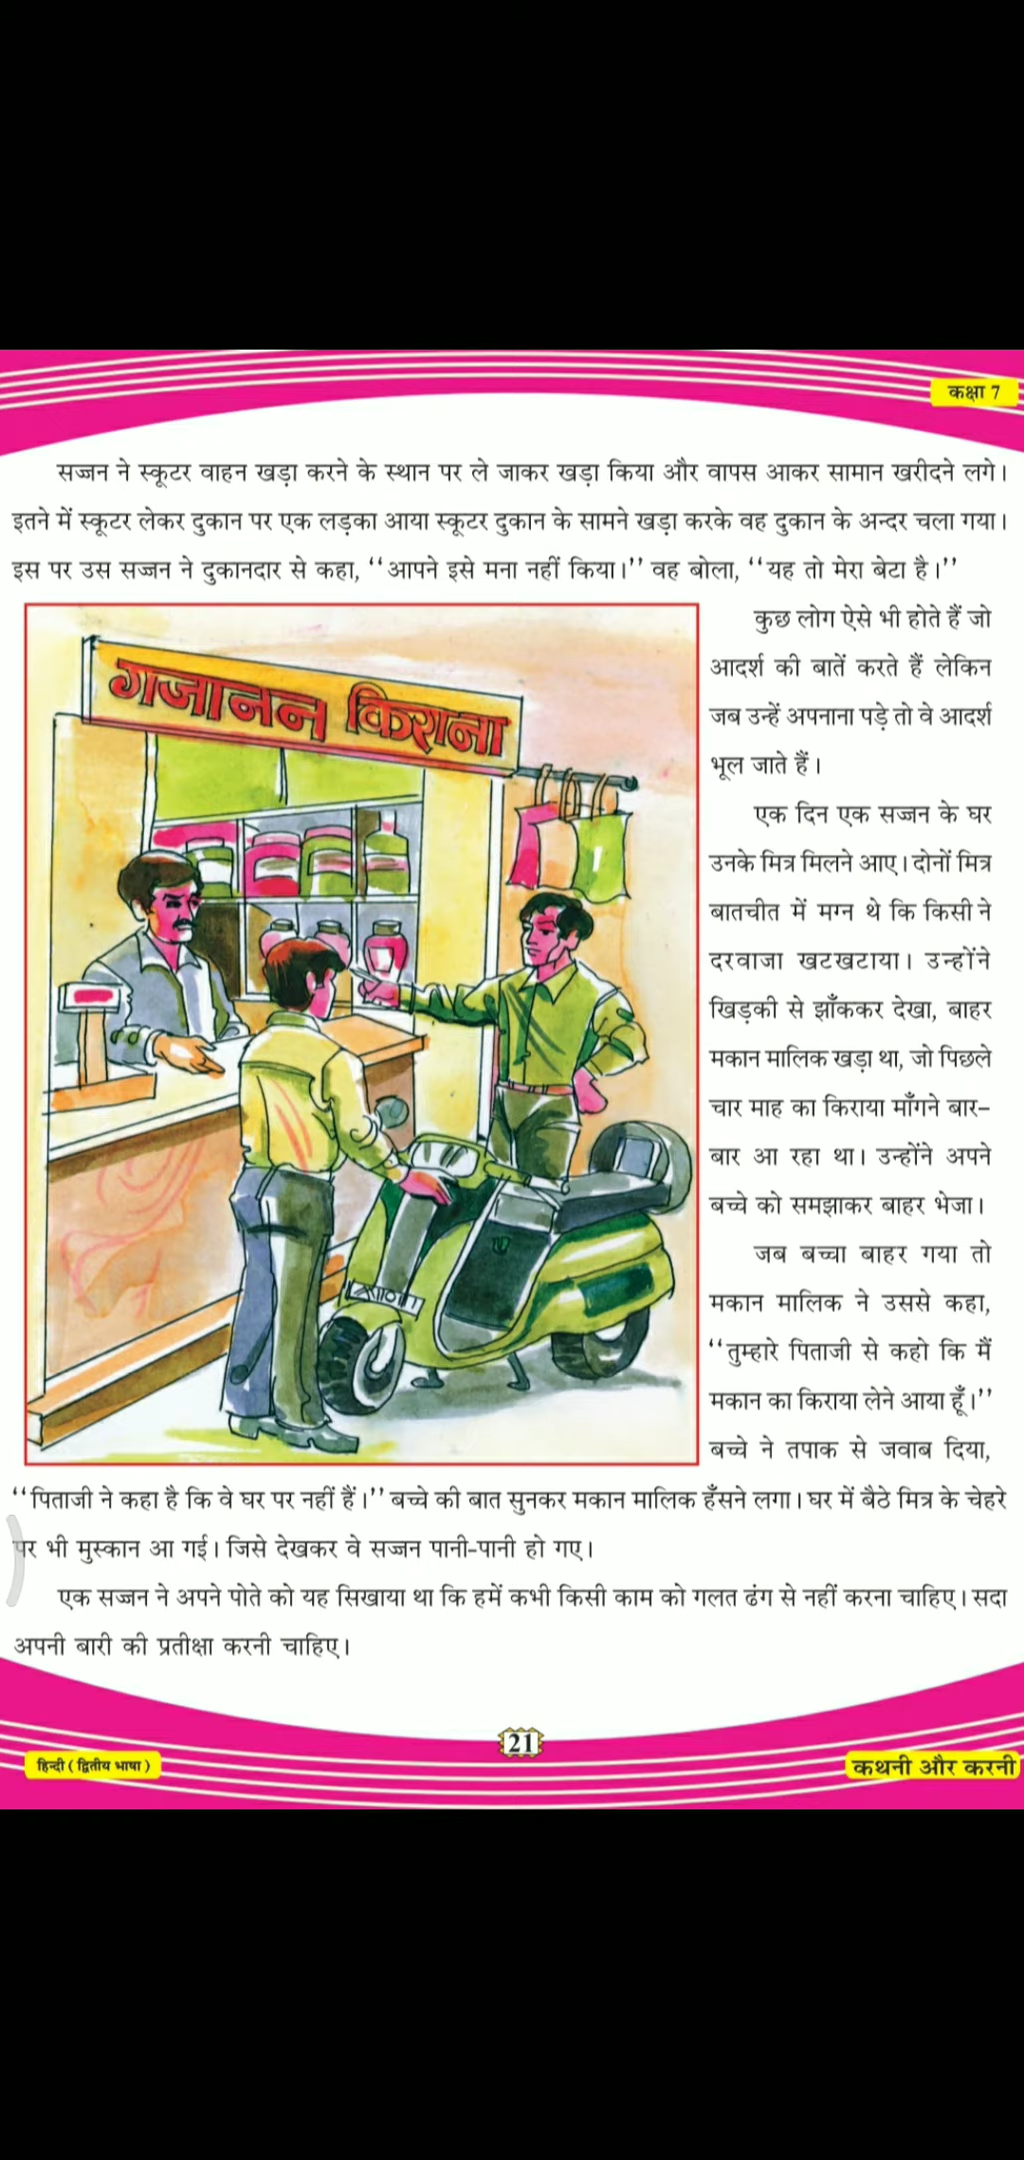 कक्षा 7
सज्जन ने स्कूटर वाहन खड़ा करने के स्थान पर ले जाकर खड़ा किया और वापस आकर सामान खरीदने लगे।
इतने में स्कूटर लेकर दुकान पर एक लड़का आया स्कूटर दुकान के सामने खड़ा करके वह दुकान के अन्दर चला गया।
इस पर उस सज्जन ने दुकानदार से कहा, ‘‘आपने इसे मना नहीं किया।’’ वह बोला, ‘‘यह तो मेरा बेटा है।’’
गजानन किराना
कुछ लोग ऐसे भी होते हैं जो
आदर्श की बातें करते हैं लेकिन
जब उन्हें अपनाना पड़े तो वे आदर्श
भूल जाते हैं।
एक दिन एक सज्जन के घर
उनके मित्र मिलने आए। दोनों मित्र
बातचीत में मग्न थे कि किसी ने
दरवाजा खटखटाया। उन्होंने
खिड़की से झाँककर देखा, बाहर
मकान मालिक खड़ा था, जो पिछले
चार माह का किराया माँगने बार–
बार आ रहा था। उन्होंने अपने
बच्चे को समझाकर बाहर भेजा।
जब बच्चा बाहर गया तो
मकान मालिक ने उससे कहा,
‘‘तुम्हारे पिताजी से कहो कि मैं
मकान का किराया लेने आया हूँ।’’
बच्चे ने तपाक से जवाब दिया,
‘‘पिताजी ने कहा है कि वे घर पर नहीं हैं।’’ बच्चे की बात सुनकर मकान मालिक हँसने लगा। घर में बैठे मित्र के चेहरे
पर भी मुस्कान आ गई। जिसे देखकर वे सज्जन पानी-पानी हो गए।
एक सज्जन ने अपने पोते को यह सिखाया था कि हमें कभी किसी काम को गलत ढंग से नहीं करना चाहिए। सदा
अपनी बारी की प्रतीक्षा करनी चाहिए।
21
हिन्दी ( द्वितीय भाषा )
कथनी और करनी